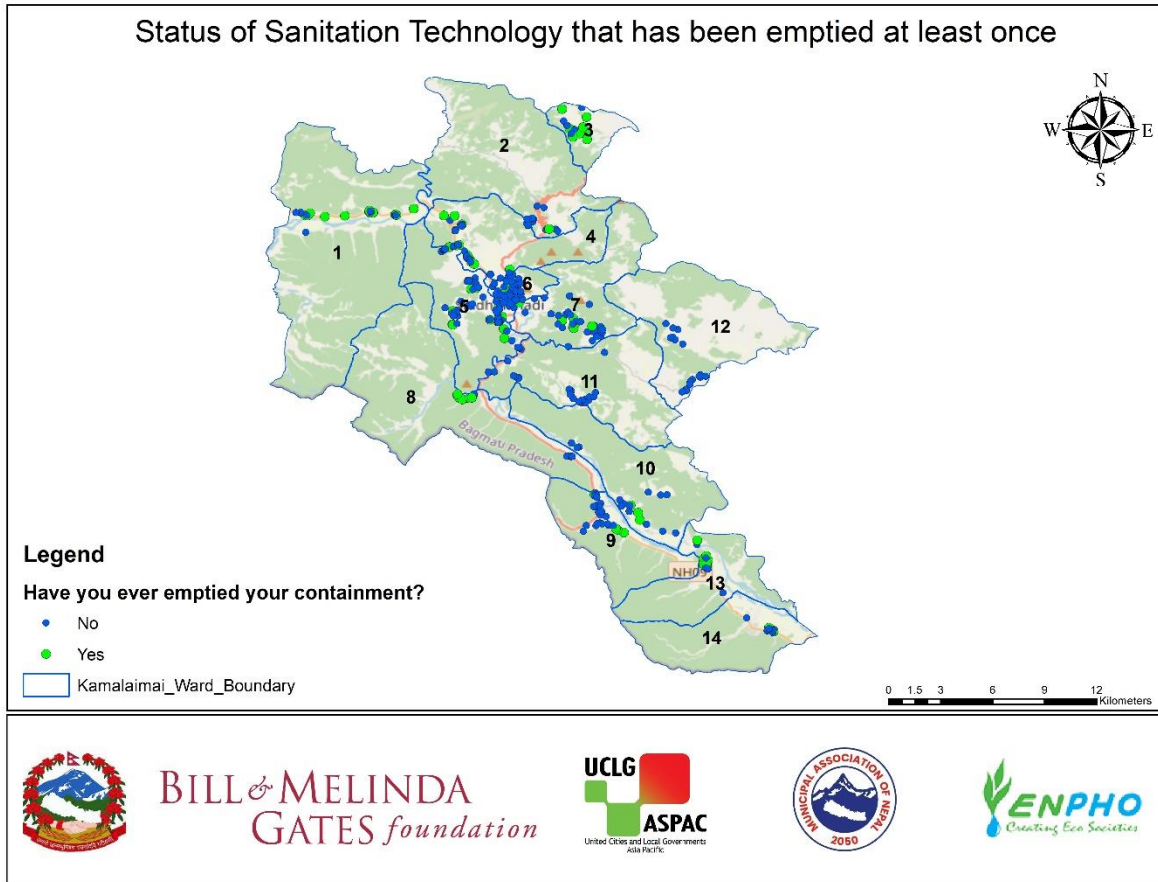 Status of Sanitation Technology that has been emptied at least once
N
W E
S
3
2
4
1
6
7
5
12
11
8
Bagmati Pradesh
10
9
NH09
13
14
Legend
Have you ever emptied your containment?
No
Yes
Kamalaimai_Ward_Boundary
0 1.5 3 6 9 12
Kilometers
BILL & MELINDA
GATES foundation
UCLG
ASPAC
United Cities and Local Governments
Asia Pacific
MUNICIPAL ASSOCIATION OF NEPAL
2050
ENPHO
Creating Eco Societies